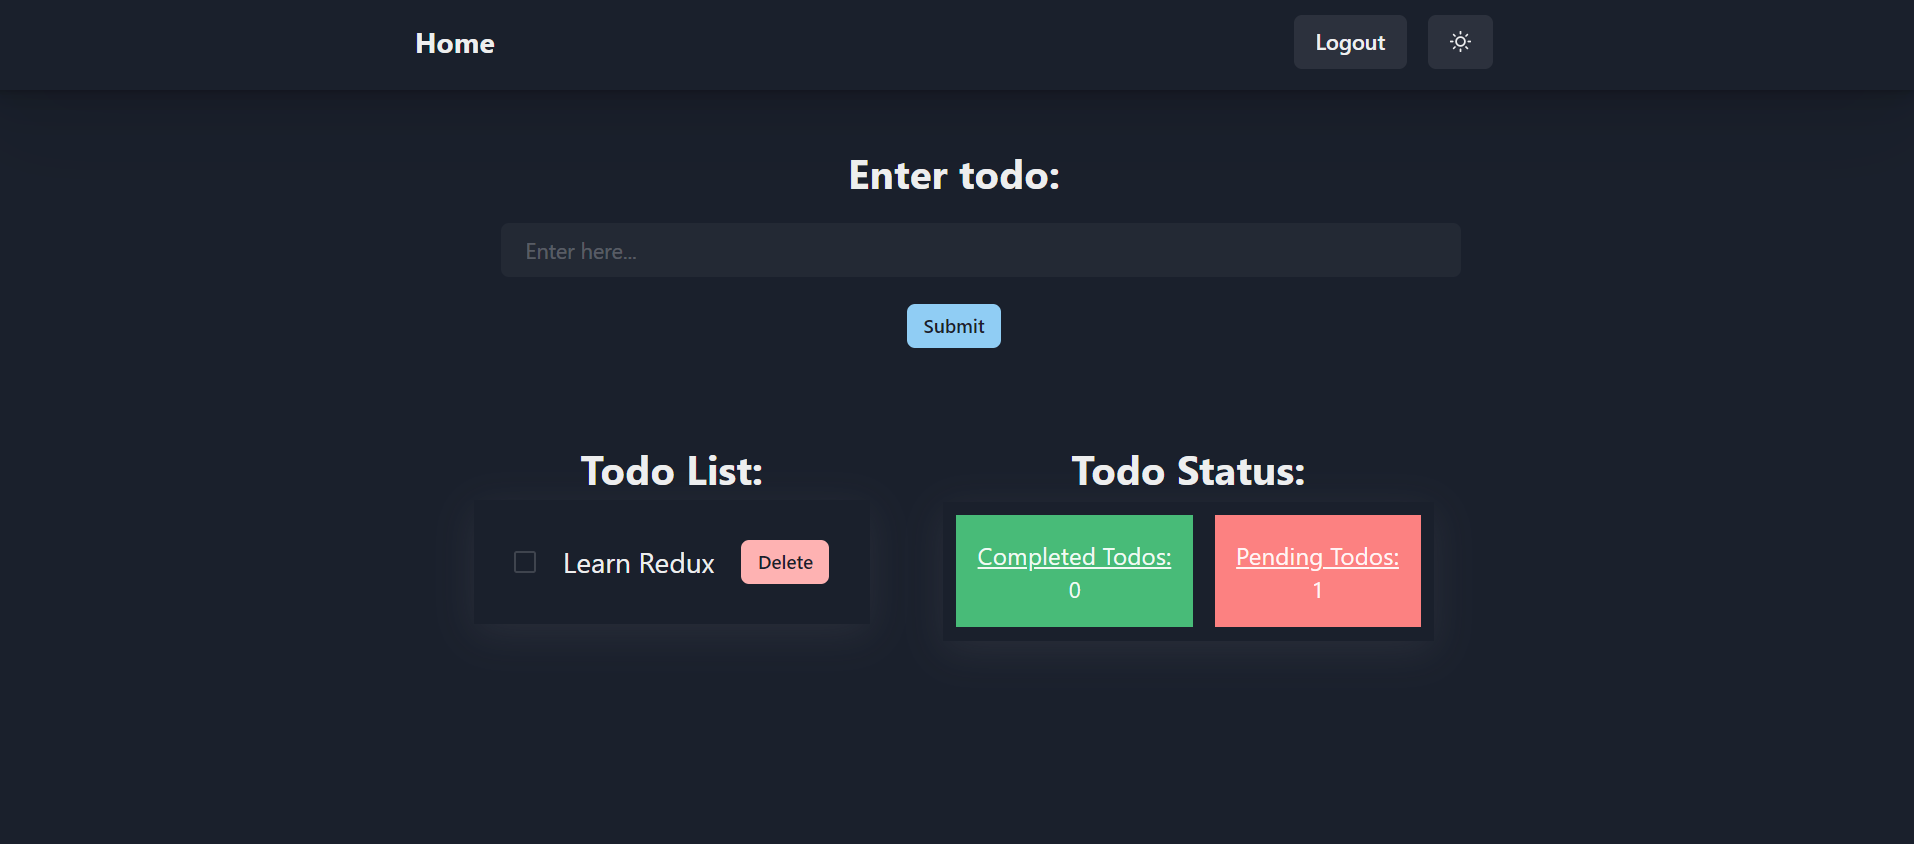 Home
Logout
Enter todo:
Enter here...
Submit
Todo List:
Learn Redux
Delete
Todo Status:
Completed Todos:
0
Pending Todos:
1